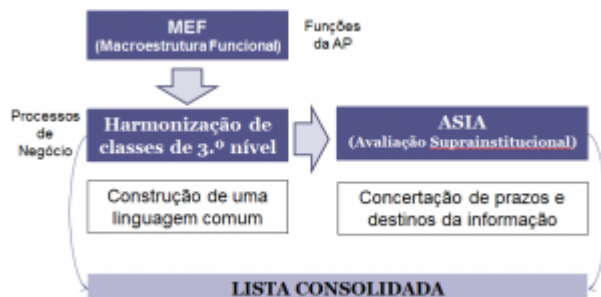 MEF
(Macroestrutura Funcional)
Funções
da AP
Processos
de
Negócio
Harmonização de
classes de 3.º nível
ASIA
(Avaliação Suprainstitucional)
Construção de uma
linguagem comum
Concertação de prazos e
destinos da informação
LISTA CONSOLIDADA